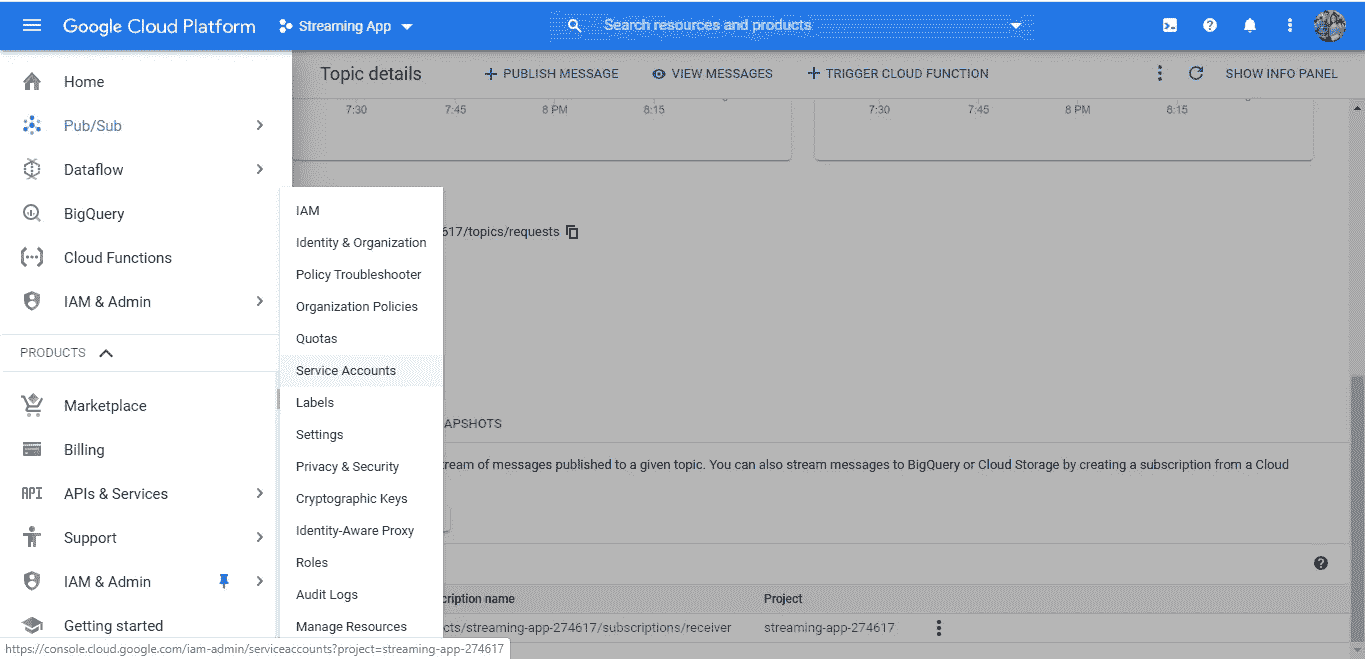 Google Cloud Platform
Streaming App
Search resources and products
Home
Pub/Sub
Dataflow
BigQuery
Cloud Functions
IAM & Admin
PRODUCTS
Marketplace
Billing
API APIs & Services
Support
IAM & Admin
Getting started
IAM
Identity & Organization
Policy Troubleshooter
Organization Policies
Quotas
Service Accounts
Labels
Settings
Privacy & Security
Cryptographic Keys
Identity-Aware Proxy
Roles
Audit Logs
Manage Resources
Topic details
PUBLISH MESSAGE
VIEW MESSAGES
TRIGGER CLOUD FUNCTION
SHOW INFO PANEL
7:30 7:45 8 PM 8:15
7:30 7:45 8 PM 8:15
617/topics/requests
APSHOTS
ream of messages published to a given topic. You can also stream messages to BigQuery or Cloud Storage by creating a subscription from a Cloud
cription name Project
cts/streaming-app-274617/subscriptions/receiver streaming-app-274617
https://console.cloud.google.com/iam-admin/serviceaccounts?project=streaming-app-274617